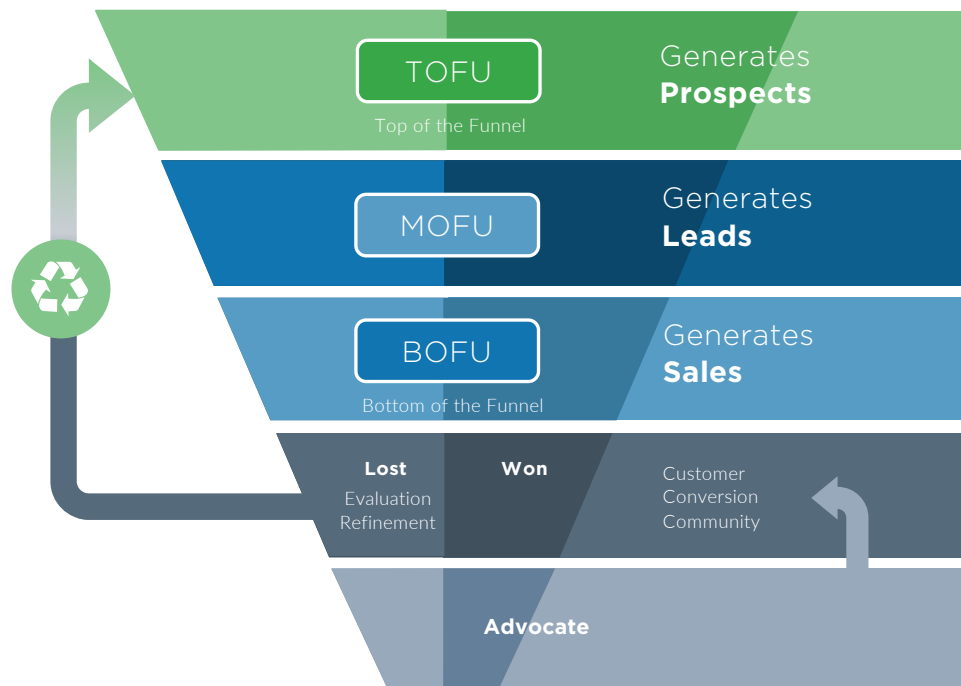 TOFU
Top of the Funnel
Generates
Prospects
MOFU
Generates
Leads
BOFU
Bottom of the Funnel
Generates
Sales
Lost
Evaluation
Refinement
Won
Customer
Conversion
Community
Advocate